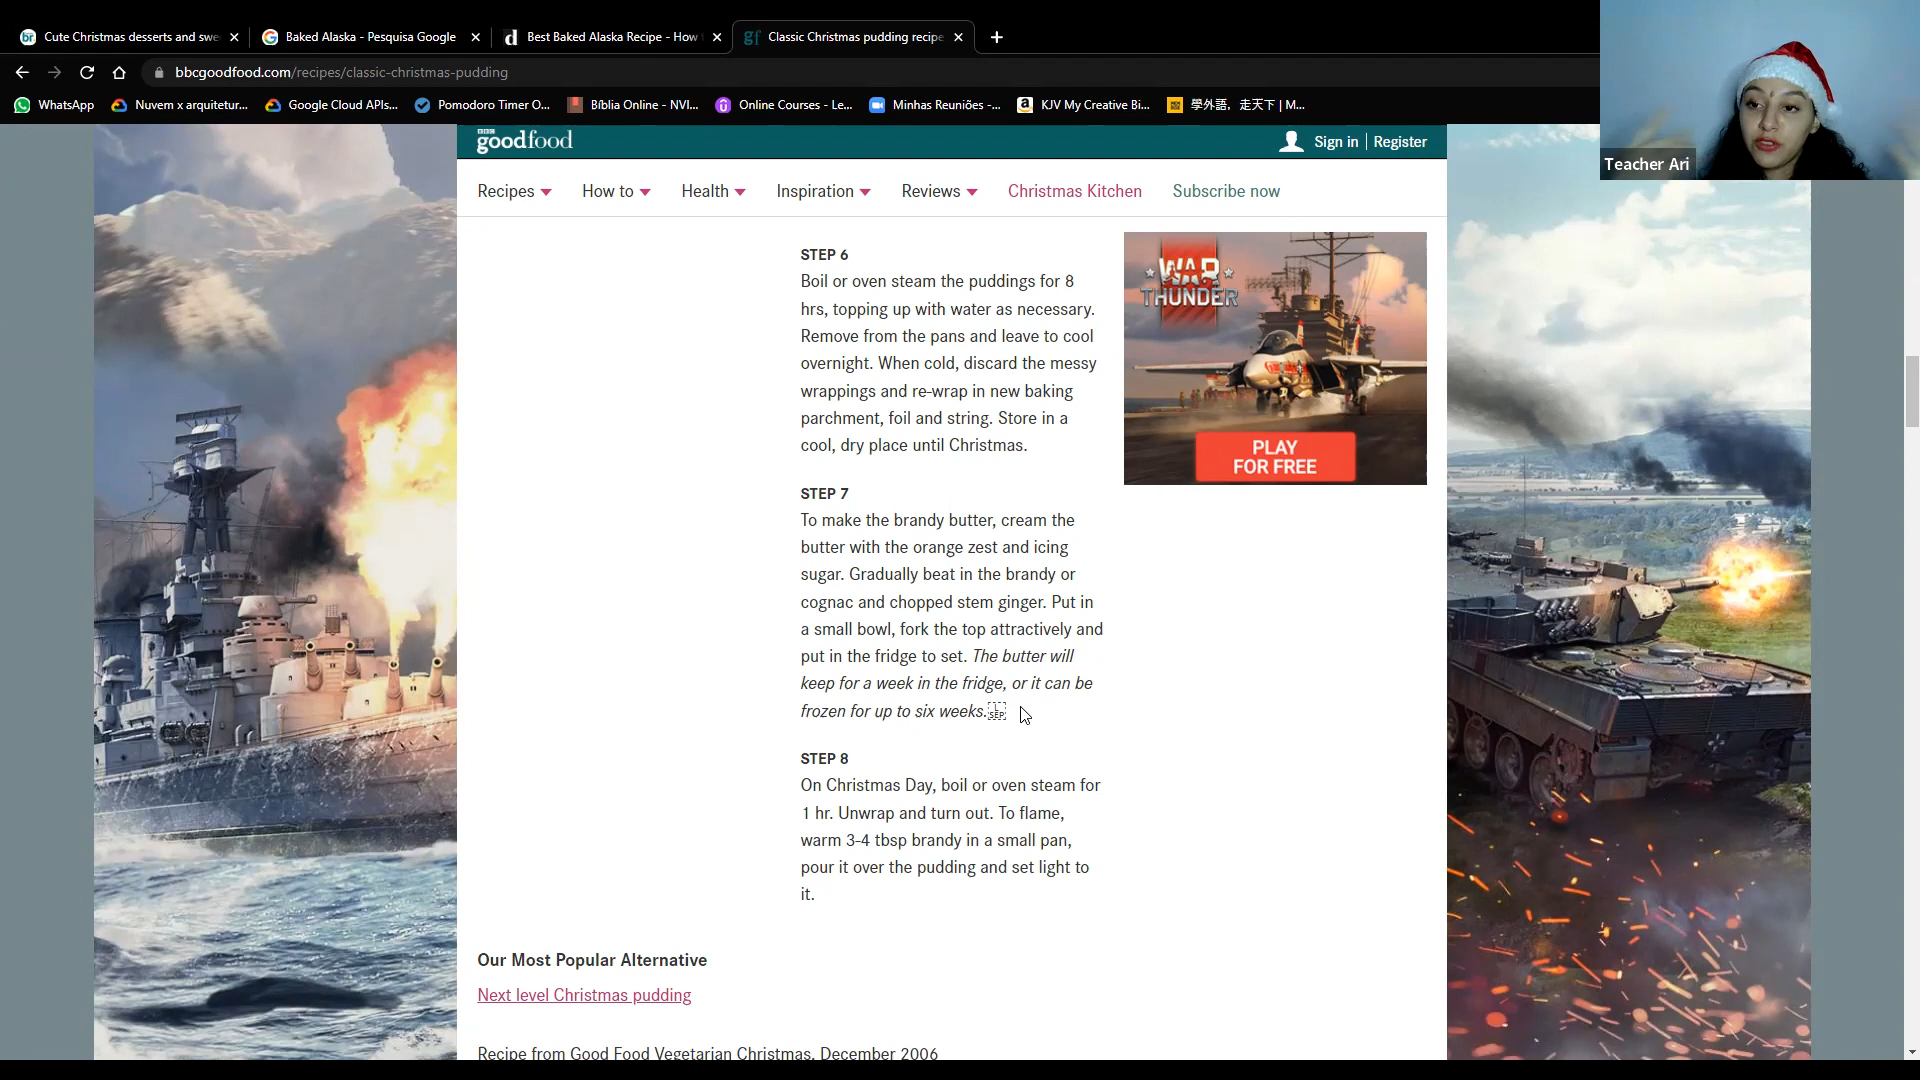 Cute Christmas desserts and swe
Baked Alaska - Pesquisa Google
Best Baked Alaska Recipe - How
Classic Christmas pudding recipe
bbcgoodfood.com/recipes/classic-christmas-pudding
WhatsApp
Nuvem x arquitetur...
Google Cloud APIs...
Pomodoro Timer O...
Bíblia Online - NVI...
Online Courses - Le...
Minhas Reuniões -...
KJV My Creative Bi...
學外語，走天下 | M...
Teacher Ari
BBC
goodfood
Sign in | Register
Recipes
How to
Health
Inspiration
Reviews
Christmas Kitchen
Subscribe now
STEP 6
Boil or oven steam the puddings for 8
hrs, topping up with water as necessary.
Remove from the pans and leave to cool
overnight. When cold, discard the messy
wrappings and re-wrap in new baking
parchment, foil and string. Store in a
cool, dry place until Christmas.
WAR
THUNDER
PLAY
FOR FREE
STEP 7
To make the brandy butter, cream the
butter with the orange zest and icing
sugar. Gradually beat in the brandy or
cognac and chopped stem ginger. Put in
a small bowl, fork the top attractively and
put in the fridge to set. The butter will
keep for a week in the fridge, or it can be
frozen for up to six weeks.
STEP 8
On Christmas Day, boil or oven steam for
1 hr. Unwrap and turn out. To flame,
warm 3-4 tbsp brandy in a small pan,
pour it over the pudding and set light to
it.
Our Most Popular Alternative
Next level Christmas pudding
Recipe from Good Food Vegetarian Christmas, December 2006